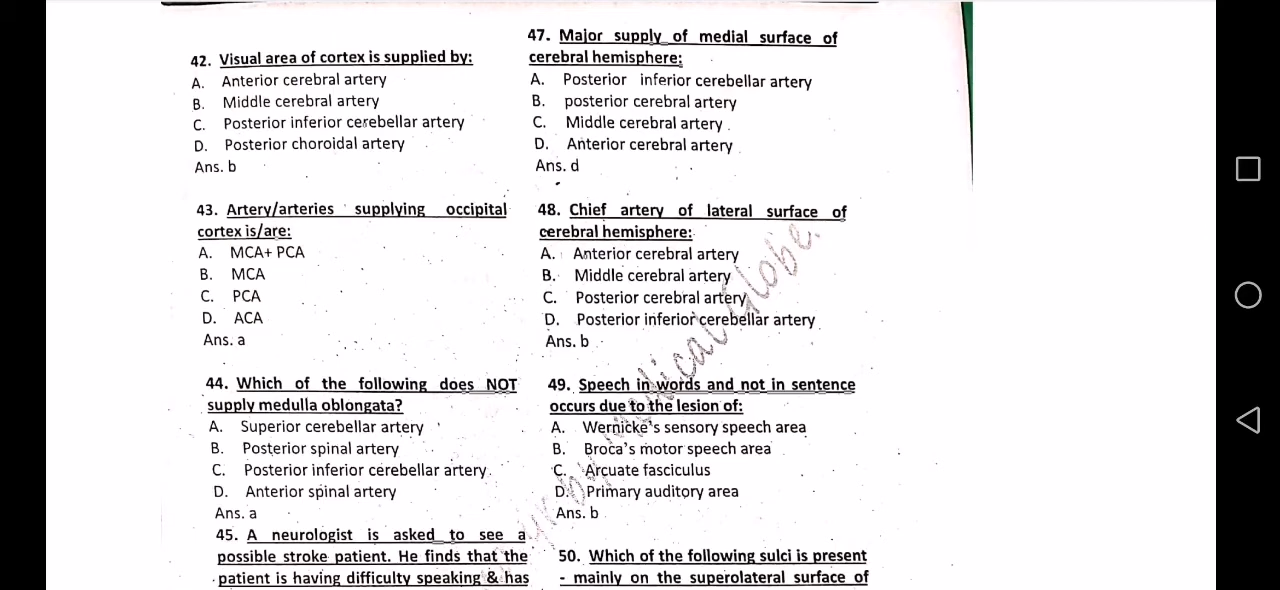 42. Visual area of cortex is supplied by:
A. Anterior cerebral artery
B. Middle cerebral artery
C. Posterior inferior cerebellar artery
D. Posterior choroidal artery
Ans. b
43. Artery/arteries supplying occipital
cortex is/are:
A. MCA+ PCA
B. MCA
C. PCA
D. ACA
Ans. a
44. Which of the following does NOT
supply medulla oblongata?
A. Superior cerebellar artery
B. Posterior spinal artery
C. Posterior inferior cerebellar artery.
D. Anterior spinal artery
Ans. a
45. A neurologist is asked to see a
possible stroke patient. He finds that the
patient is having difficulty speaking & has
47. Major supply of medial surface of
cerebral hemisphere:
A. Posterior inferior cerebellar artery
B. posterior cerebral artery
C. Middle cerebral artery
D. Anterior cerebral artery
Ans. d
48. Chief artery of lateral surface of
cerebral hemisphere:
A. Anterior cerebral artery
B. Middle cerebral artery
C. Posterior cerebral artery
D. Posterior inferior cerebellar artery
Ans. b
49. Speech in words and not in sentence
occurs due to the lesion of:
A. Wernicke's sensory speech area
B. Broca's motor speech area
C. Arcuate fasciculus
D. Primary auditory area
Ans. b
50. Which of the following sulci is present
- mainly on the superolateral surface of
by medical Globe.